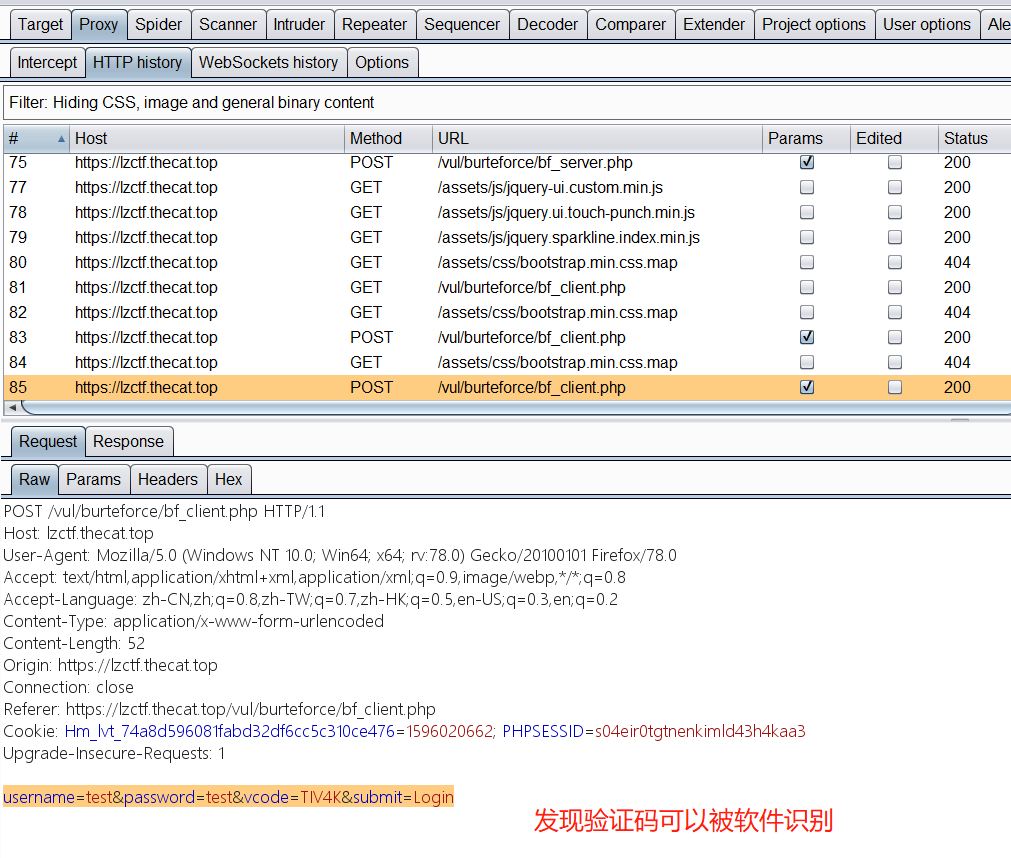 Target Proxy Spider Scanner Intruder Repeater Sequencer Decoder Comparer Extender Project options User options Ale
Intercept HTTP history WebSockets history Options
Filter: Hiding CSS, image and general binary content
# Host Method URL Params Edited Status
75 https://lzctf.thecat.top POST /vul/burteforce/bf_server.php 200
77 https://lzctf.thecat.top GET /assets/js/jquery-ui.custom.min.js 200
78 https://lzctf.thecat.top GET /assets/js/jquery.ui.touch-punch.min.js 200
79 https://lzctf.thecat.top GET /assets/js/jquery.sparkline.index.min.js 200
80 https://lzctf.thecat.top GET /assets/css/bootstrap.min.css.map 404
81 https://lzctf.thecat.top GET /vul/burteforce/bf_client.php 200
82 https://lzctf.thecat.top GET /assets/css/bootstrap.min.css.map 404
83 https://lzctf.thecat.top POST /vul/burteforce/bf_client.php 200
84 https://lzctf.thecat.top GET /assets/css/bootstrap.min.css.map 404
85 https://lzctf.thecat.top POST /vul/burteforce/bf_client.php 200
Request Response
Raw Params Headers Hex
POST /vul/burteforce/bf_client.php HTTP/1.1
Host: lzctf.thecat.top
User-Agent: Mozilla/5.0 (Windows NT 10.0; Win64; x64; rv:78.0) Gecko/20100101 Firefox/78.0
Accept: text/html,application/xhtml+xml,application/xml;q=0.9,image/webp,*/*;q=0.8
Accept-Language: zh-CN,zh;q=0.8,zh-TW;q=0.7,zh-HK;q=0.5,en-US;q=0.3,en;q=0.2
Content-Type: application/x-www-form-urlencoded
Content-Length: 52
Origin: https://lzctf.thecat.top
Connection: close
Referer: https://lzctf.thecat.top/vul/burteforce/bf_client.php
Cookie: Hm_lvt_74a8d596081fabd32df6cc5c310ce476=1596020662; PHPSESSID=s04eir0tgtnenkimld43h4kaa3
Upgrade-Insecure-Requests: 1
username=test&password=test&vcode=TIV4K&submit=Login
发现验证码可以被软件识别